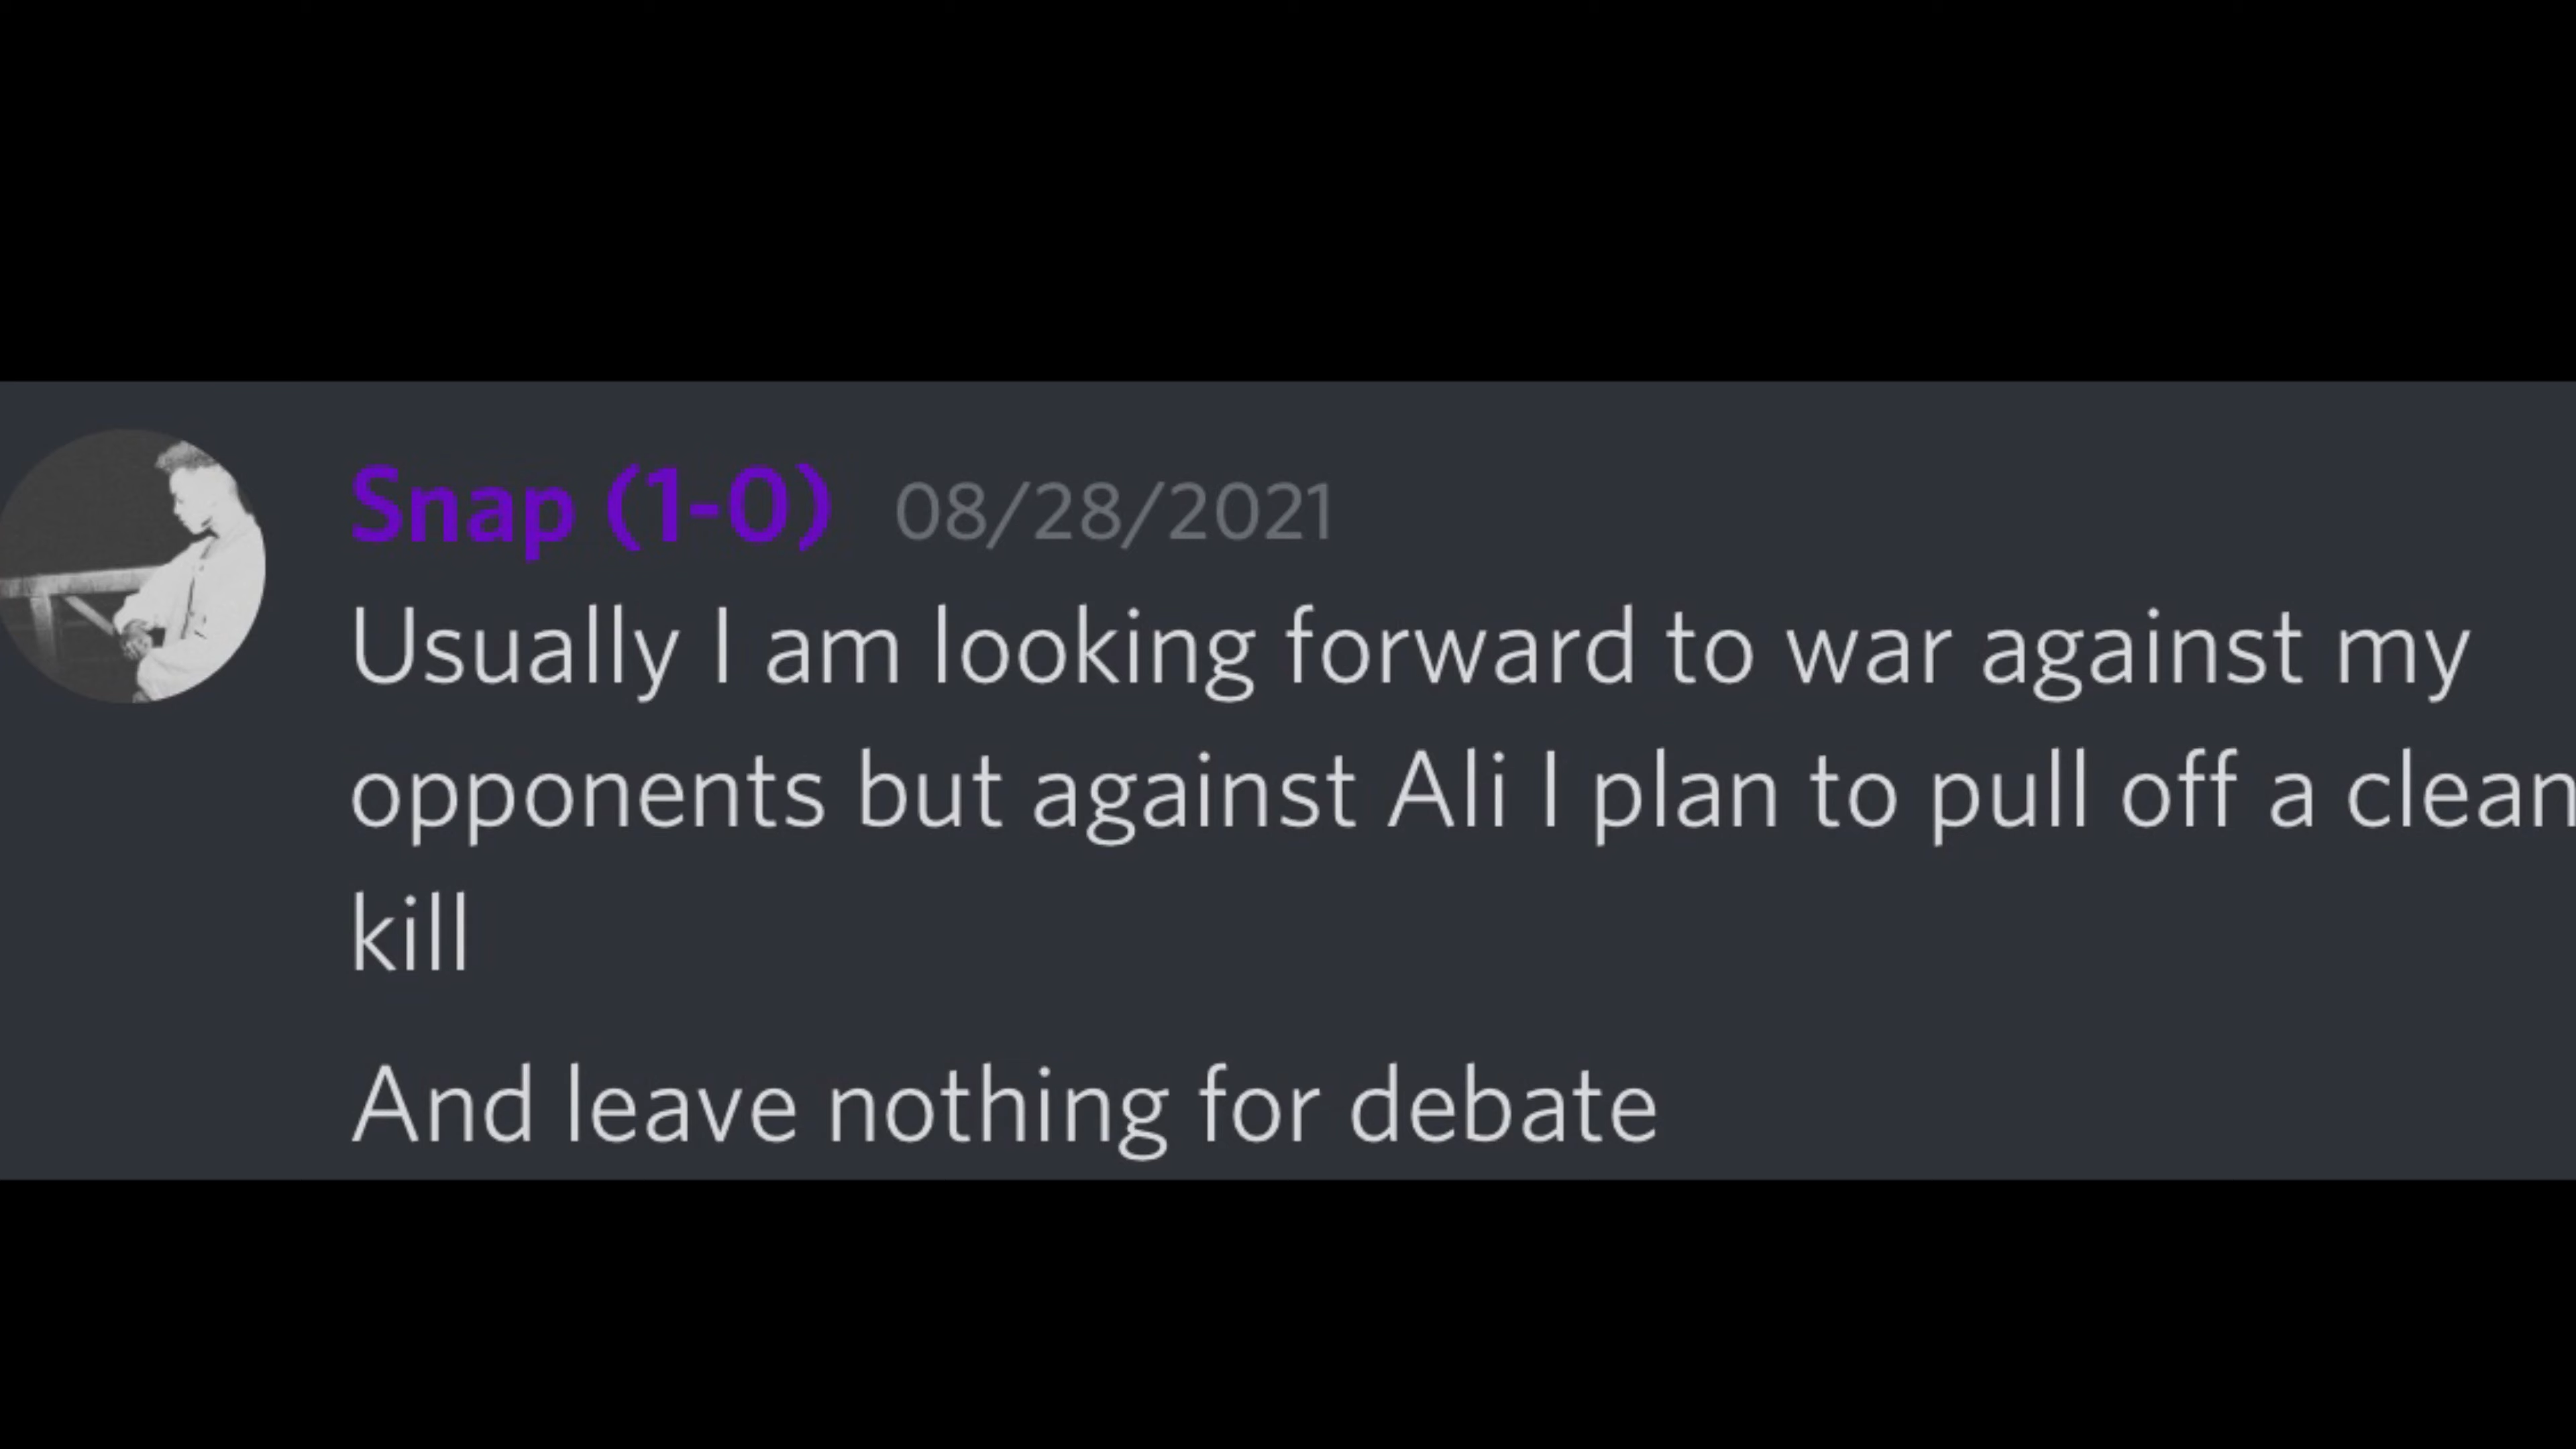 Snap (1-0) 08/28/2021
Usually I am looking forward to war against my
opponents but against Ali I plan to pull off a clean
kill
And leave nothing for debate